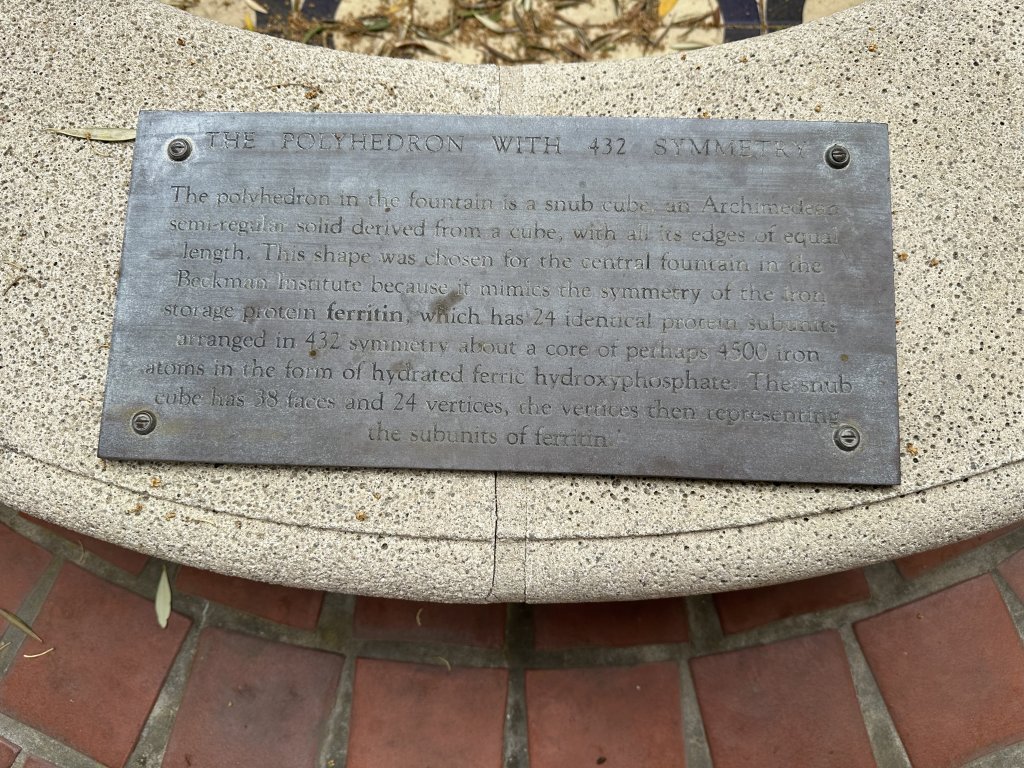 THE POLYHEDRON WITH 432 SYMMETRY
The polyhedron in the fountain is a snub cube, an Archimedean
semi-regular solid derived from a cube, with all its edges of equal
length. This shape was chosen for the central fountain in the
Beckman Institute because it mimics the symmetry of the iron
storage protein ferritin, which has 24 identical protein subunits
arranged in 432 symmetry about a core of perhaps 4500 iron
atoms in the form of hydrated ferric hydroxyphosphate. The snub
cube has 38 faces and 24 vertices, the vertices then representing
the subunits of ferritin.